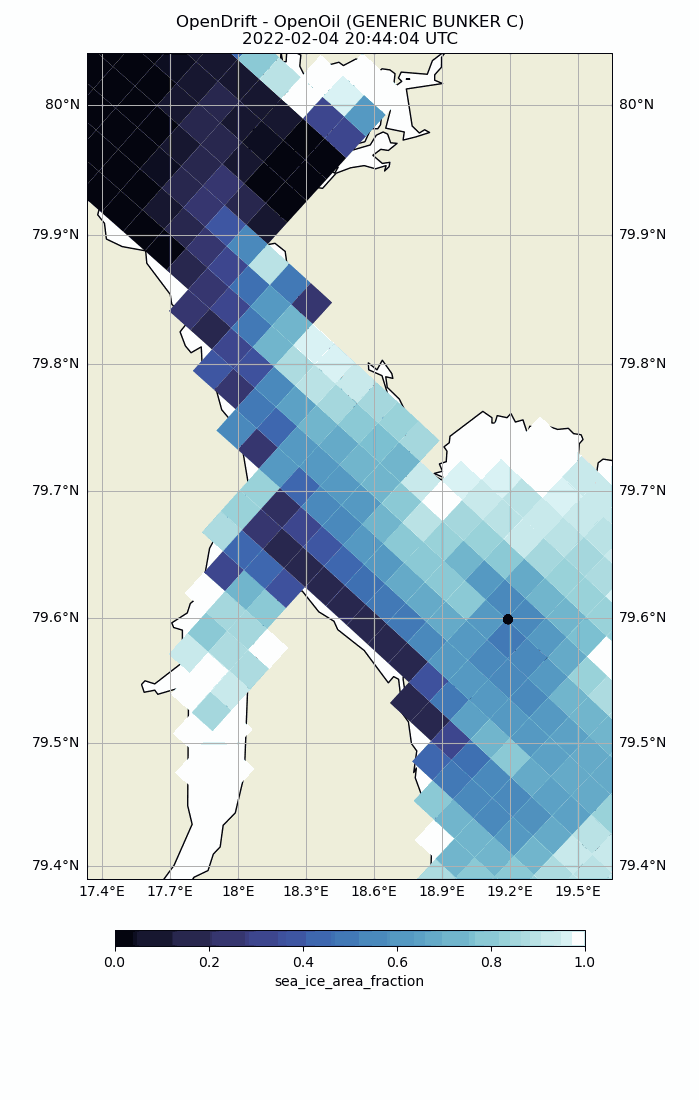 OpenDrift - OpenOil (GENERIC BUNKER C)
2022-02-04 20:44:04 UTC
80°N 80°N
79.9°N 79.9°N
79.8°N 79.8°N
79.7°N 79.7°N
79.6°N 79.6°N
79.5°N 79.5°N
79.4°N 79.4°N
17.4°E 17.7°E 18°E 18.3°E 18.6°E 18.9°E 19.2°E 19.5°E
0.0 0.2 0.4 0.6 0.8 1.0
sea_ice_area_fraction